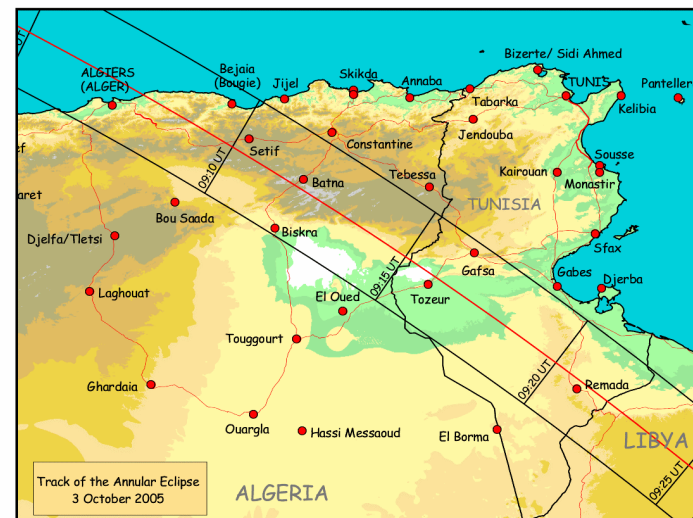 UT
Bizerte/ Sidi Ahmed
ALGIERS
(ALGER)
Bejaia
(Bougie)
Jijel
Skikda
Annaba
TUNIS
Panteller
Tabarka
Kelibia
Jendouba
ef
Setif
Constantine
09:10 UT
Batna
Tebessa
Kairouan
Sousse
Monastir
aret
Bou Saada
TUNISIA
Djelfa/Tletsi
Biskra
Sfax
Gafsa
09:15 UT
Laghouat
El Oued
Tozeur
Gabes
Djerba
Touggourt
09:20 UT
Ghardaia
Remada
Ouargla
Hassi Messaoud
El Borma
LIBYA
09:25 UT
Track of the Annular Eclipse
3 October 2005
ALGERIA